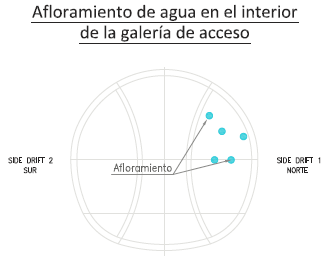 Afloramiento de agua en el interior
de la galería de acceso
SIDE DRIFT 2
SUR
Afloramiento
SIDE DRIFT 1
NORTE